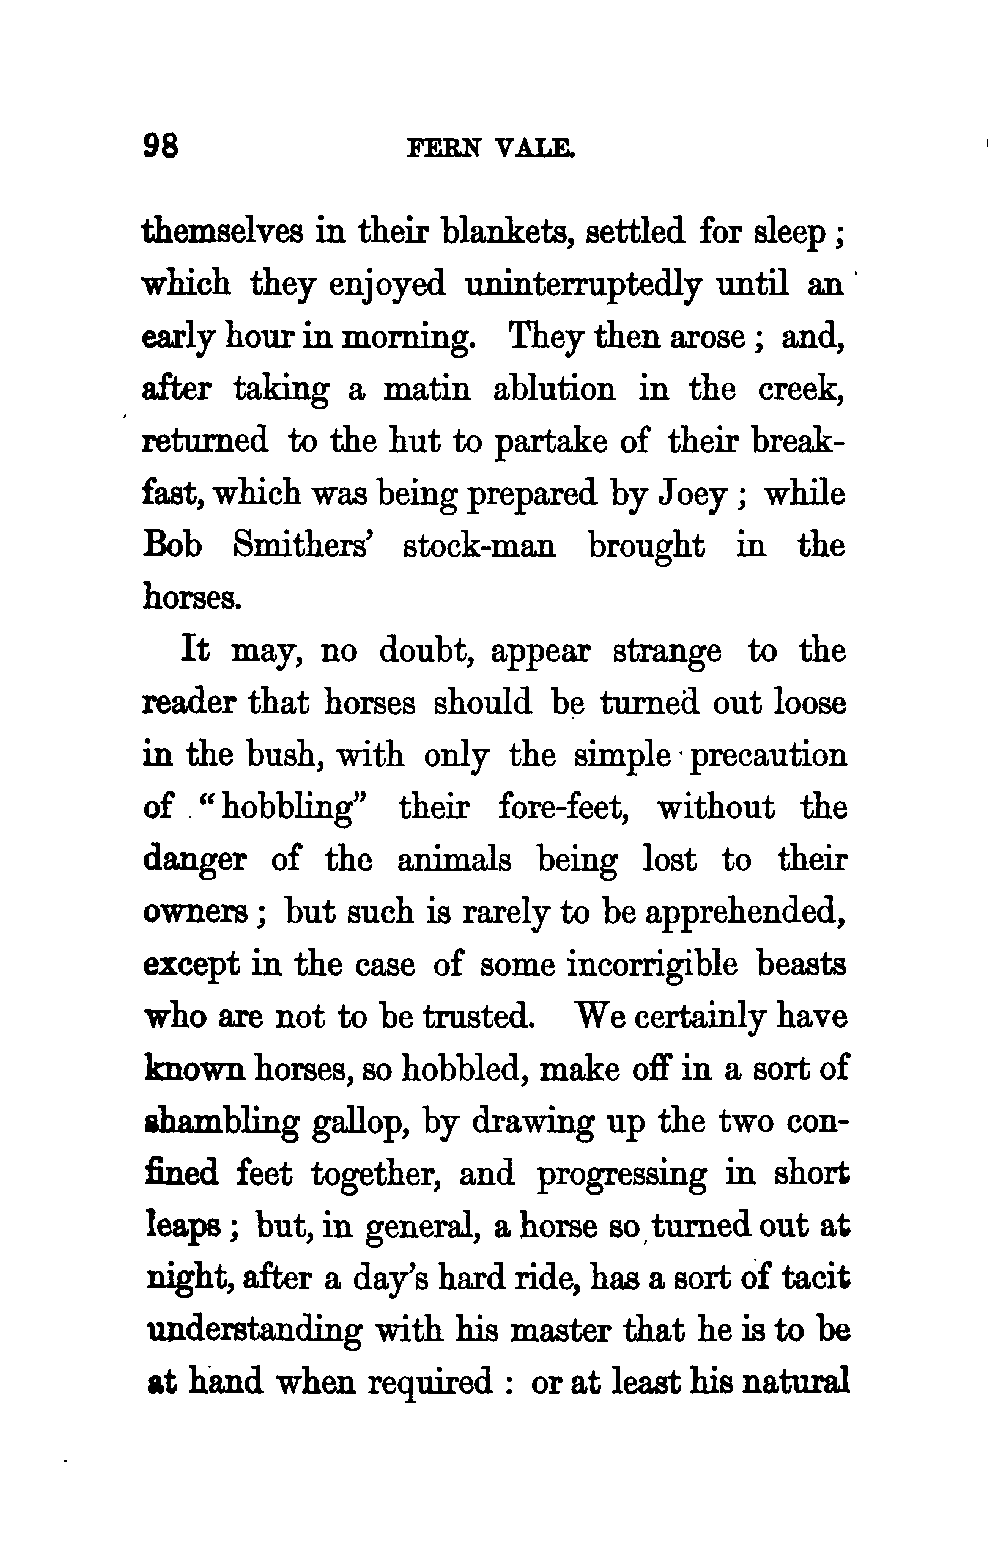 98 FERN VALE.
themselves in their blankets, settled for sleep ;
which they enjoyed uninterruptedly until an
early hour in morning. They then arose ; and,
after taking a matin ablution in the creek,
returned to the hut to partake of their break-
fast, which was being prepared by Joey ; while
Bob Smithers’ stock-man brought in the
horses.
It may, no doubt, appear strange to the
reader that horses should be turned out loose
in the bush, with only the simple precaution
of “hobbling” their fore-feet, without the
danger of the animals being lost to their
owners ; but such is rarely to be apprehended,
except in the case of some incorrigible beasts
who are not to be trusted. We certainly have
known horses, so hobbled, make off in a sort of
shambling gallop, by drawing up the two con-
fined feet together, and progressing in short
leaps ; but, in general, a horse so turned out at
night, after a day’s hard ride, has a sort of tacit
understanding with his master that he is to be
at hand when required : or at least his natural